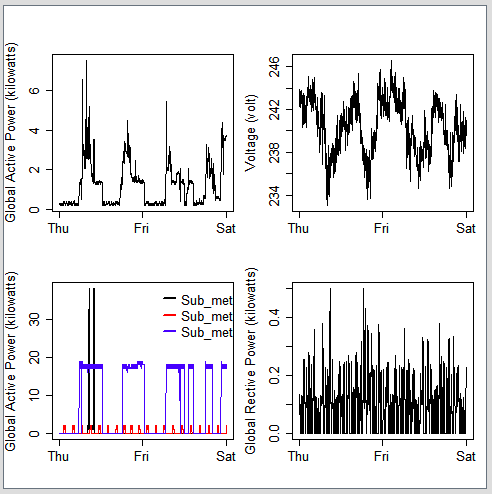 Global Active Power (kilowatts)
0 2 4 6
Thu Fri Sat
Voltage (volt)
234 238 242 246
Thu Fri Sat
Global Active Power (kilowatts)
0 10 20 30
Sub_met
Sub_met
Sub_met
Thu Fri Sat
Global Rective Power (kilowatts)
0.0 0.2 0.4
Thu Fri Sat